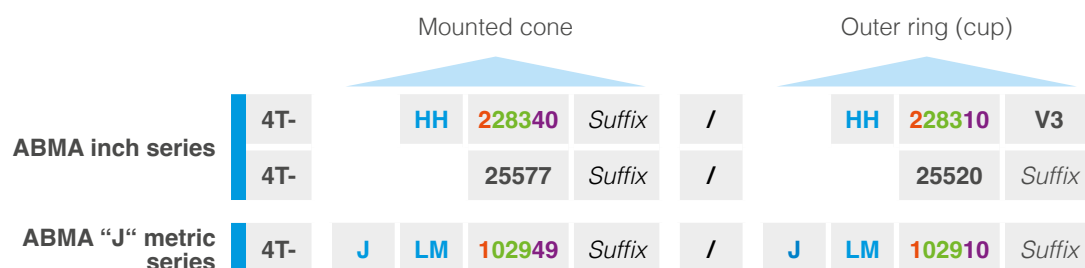 Mounted cone Outer ring (cup)
4T- HH 228340 Suffix / HH 228310 V3
ABMA inch series
4T- 25577 Suffix / 25520 Suffix
ABMA “J“ metric
series
4T- J LM 102949 Suffix / J LM 102910 Suffix